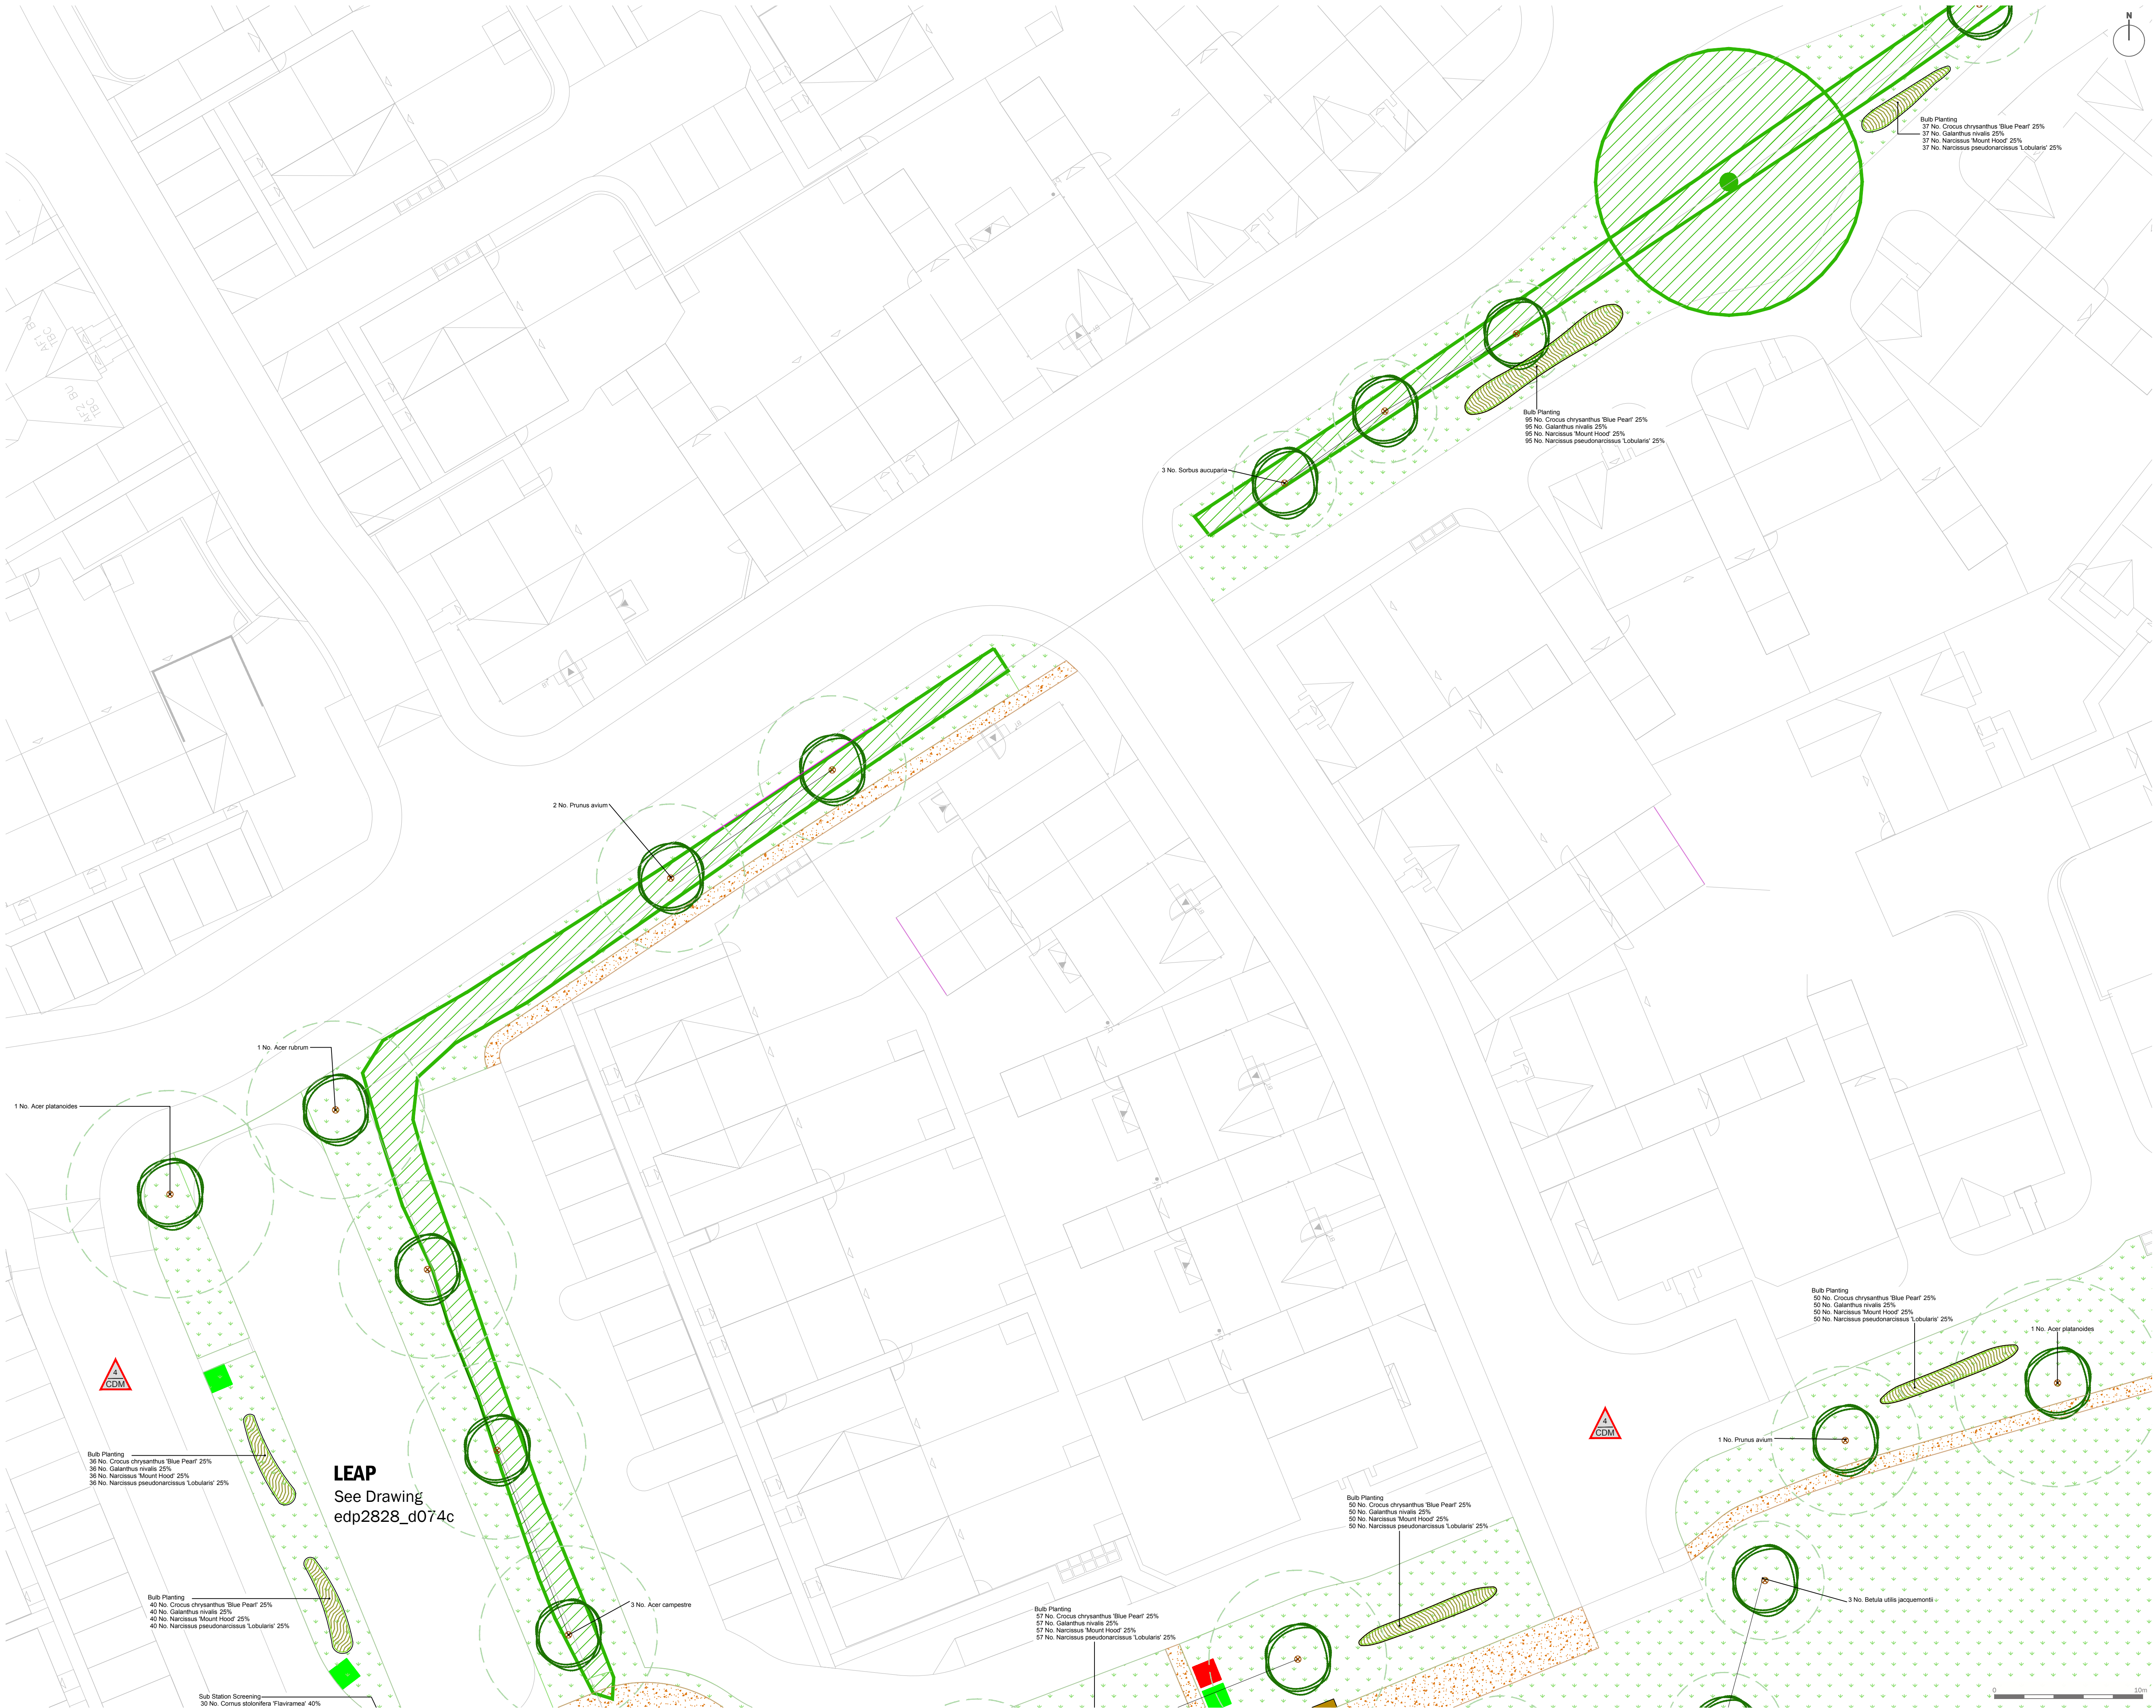 N
Bulb Planting
37 No. Crocus chrysanthus 'Blue Pearl' 25%
37 No. Galanthus nivalis 25%
37 No. Narcissus 'Mount Hood' 25%
37 No. Narcissus pseudonarcissus 'Lobularis' 25%
Bulb Planting
95 No. Crocus chrysanthus 'Blue Pearl' 25%
95 No. Galanthus nivalis 25%
95 No. Narcissus 'Mount Hood' 25%
95 No. Narcissus pseudonarcissus 'Lobularis' 25%
3 No. Sorbus aucuparia
AF1 BU
TBC
AF2 BU
TBC
2 No. Prunus avium
1 No. Acer rubrum
1 No. Acer platanoides
Bulb Planting
50 No. Crocus chrysanthus 'Blue Pearl' 25%
50 No. Galanthus nivalis 25%
50 No. Narcissus 'Mount Hood' 25%
50 No. Narcissus pseudonarcissus 'Lobularis' 25%
1 No. Acer platanoides
4
CDM
4
CDM
1 No. Prunus avium
Bulb Planting
36 No. Crocus chrysanthus 'Blue Pearl' 25%
36 No. Galanthus nivalis 25%
36 No. Narcissus 'Mount Hood' 25%
36 No. Narcissus pseudonarcissus 'Lobularis' 25%
LEAP
See Drawing
edp2828_d074c
Bulb Planting
50 No. Crocus chrysanthus 'Blue Pearl' 25%
50 No. Galanthus nivalis 25%
50 No. Narcissus 'Mount Hood' 25%
50 No. Narcissus pseudonarcissus 'Lobularis' 25%
Bulb Planting
40 No. Crocus chrysanthus 'Blue Pearl' 25%
40 No. Galanthus nivalis 25%
40 No. Narcissus 'Mount Hood' 25%
40 No. Narcissus pseudonarcissus 'Lobularis' 25%
3 No. Acer campestre
3 No. Betula utilis jacquemontii
Bulb Planting
57 No. Crocus chrysanthus 'Blue Pearl' 25%
57 No. Galanthus nivalis 25%
57 No. Narcissus 'Mount Hood' 25%
57 No. Narcissus pseudonarcissus 'Lobularis' 25%
Sub Station Screening
30 No. Cornus stolonifera 'Flaviramea' 40%
0 10m